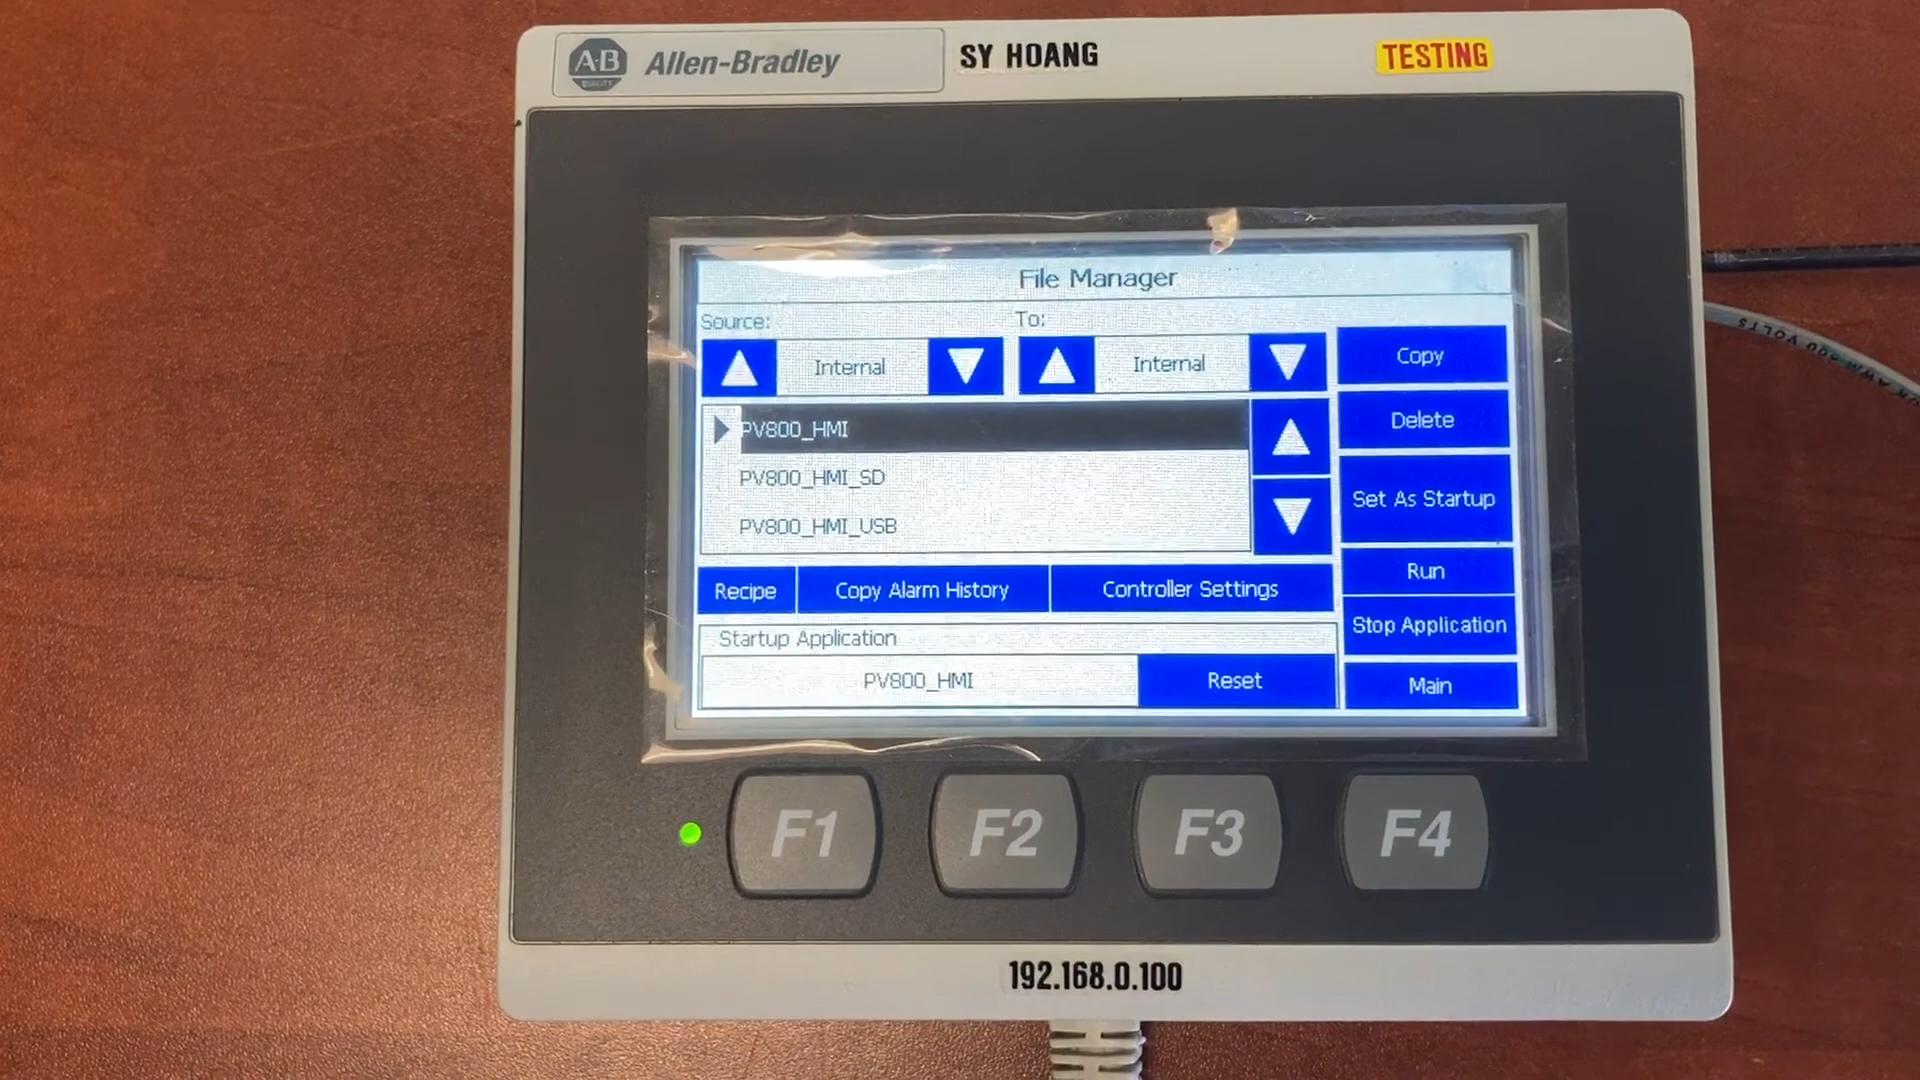 A-B
QUALITY
Allen-Bradley
SY HOANG
TESTING
File Manager
Source:
To:
Internal
Internal
Copy
PV800_HMI
Delete
PV800_HMI_SD
Set As Startup
PV800_HMI_USB
Recipe
Copy Alarm History
Controller Settings
Run
Startup Application
Stop Application
PV800_HMI
Reset
Main
F1
F2
F3
F4
192.168.0.100